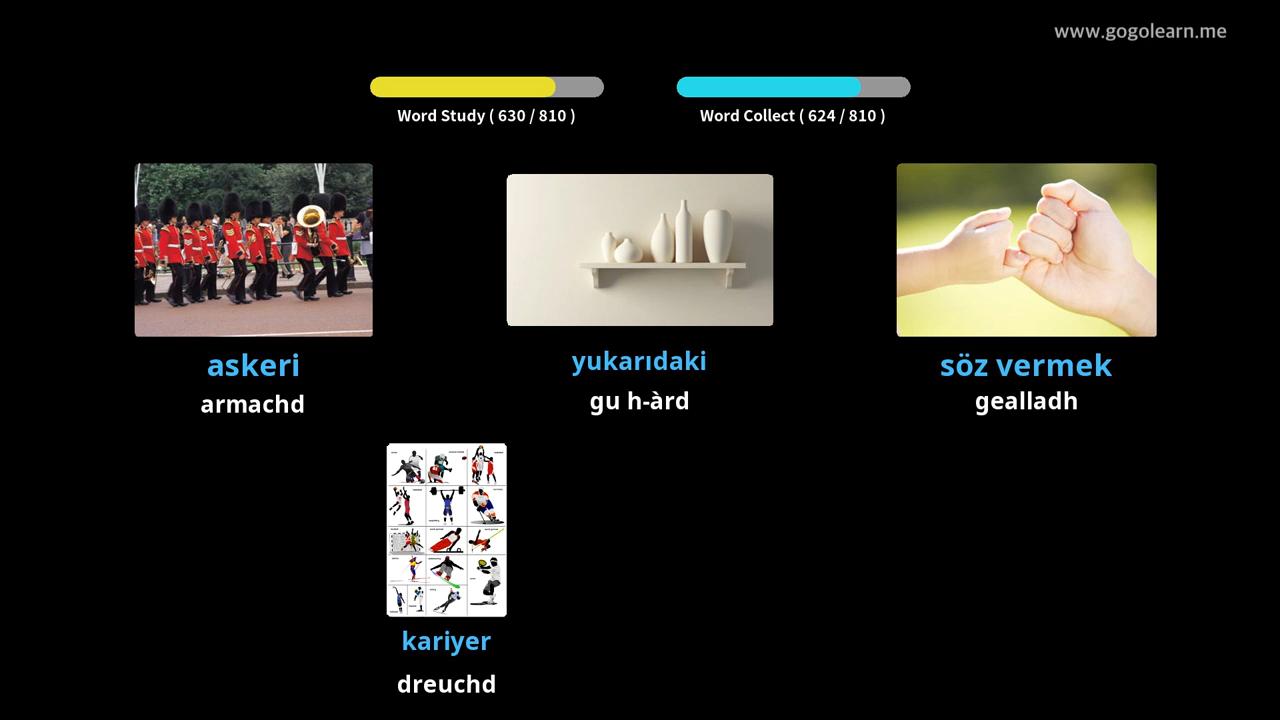 www.gogolearn.me
Word Study ( 630 / 810 )
Word Collect ( 624 / 810 )
askeri
armachd
yukarıdaki
gu h-àrd
söz vermek
gealladh
kariyer
dreuchd